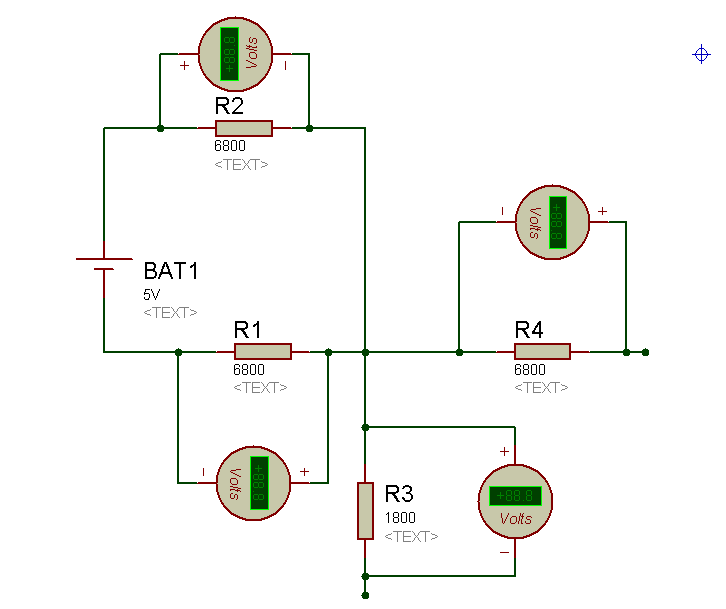 +88.8
Volts
+
-
R2
6800
<TEXT>
-
+
+88.8
Volts
BAT1
5V
<TEXT>
R1
6800
<TEXT>
R4
6800
<TEXT>
-
+
+88.8
Volts
+
R3
1800
<TEXT>
+88.8
Volts
-